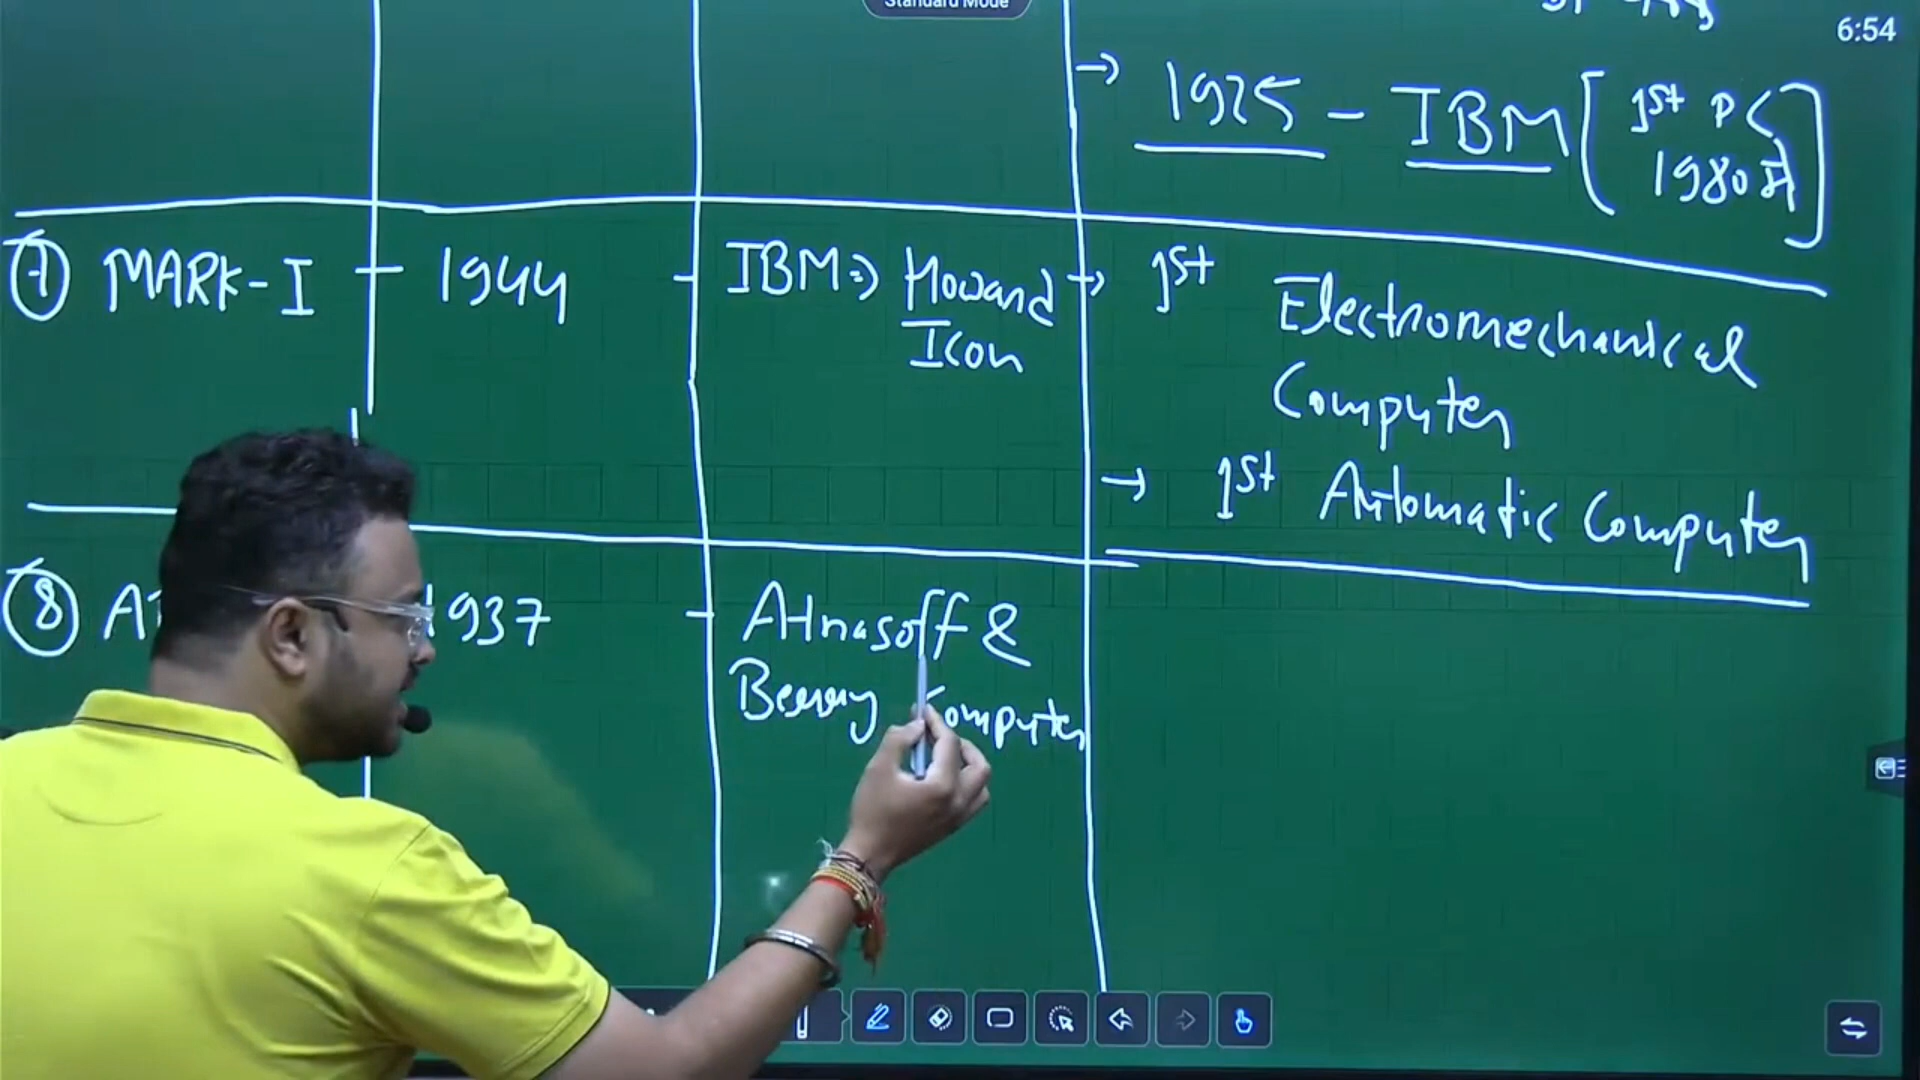 Standard Mode
6:54
→ 1925 - IBM [ 1st PC
1980 में ]
⑦ MARK-I - 1944 - IBM ⇒ Howard → 1st Electromechanical
Icon
Computer
→ 1st Automatic Computer
⑧ 1937 - Atnasoff &
Berry Computer